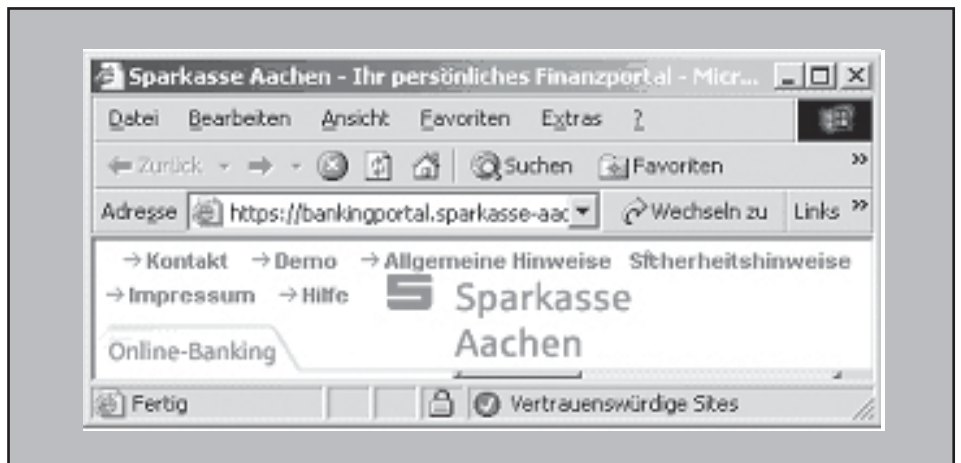 Sparkasse Aachen - Ihr persönliches Finanzportal - Micr...
Datei Bearbeiten Ansicht Favoriten Extras ?
Zurück Suchen Favoriten »
Adresse https://bankingportal.sparkasse-aac Wechseln zu Links »
→ Kontakt → Demo → Allgemeine Hinweise Sicherheitshinweise
→ Impressum → Hilfe
Sparkasse
Aachen
Online-Banking
Fertig Vertrauenswürdige Sites